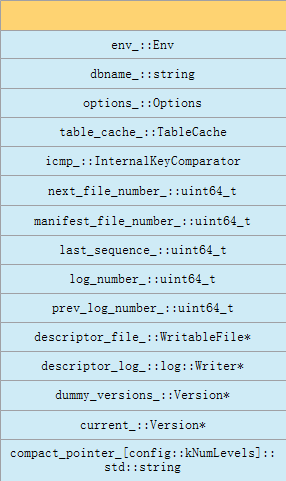 env_::Env
dbname_::string
options_::Options
table_cache_::TableCache
icmp_::InternalKeyComparator
next_file_number_::uint64_t
manifest_file_number_::uint64_t
last_sequence_::uint64_t
log_number_::uint64_t
prev_log_number_::uint64_t
descriptor_file_::WritableFile*
descriptor_log_::log::Writer*
dummy_versions_::Version*
current_::Version*
compact_pointer_[config::kNumLevels]::
std::string